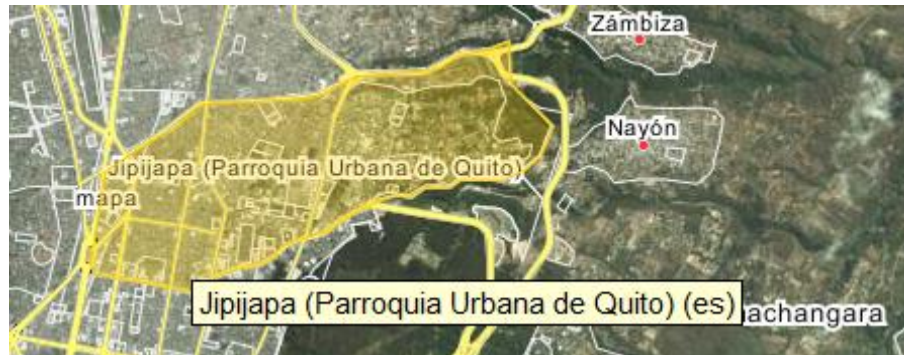 Zámbiza
Nayón
Jipijapa (Parroquia Urbana de Quito)
mapa
Jipijapa (Parroquia Urbana de Quito) (es)
achangara